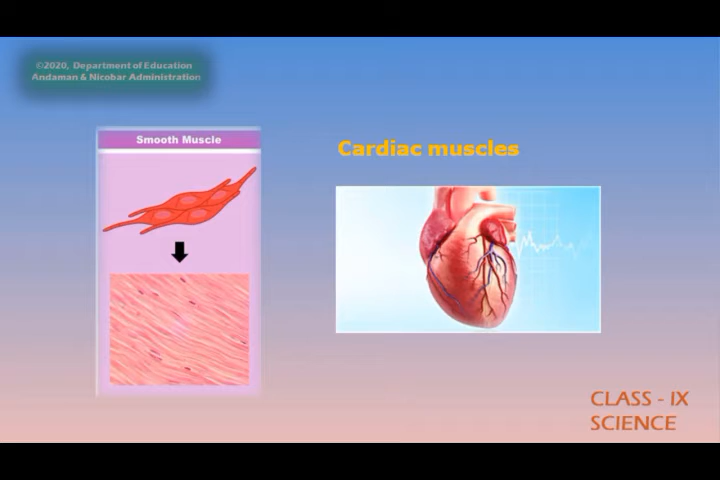 ©2020, Department of Education
Andaman & Nicobar Administration
Smooth Muscle
Cardiac muscles
CLASS - IX
SCIENCE